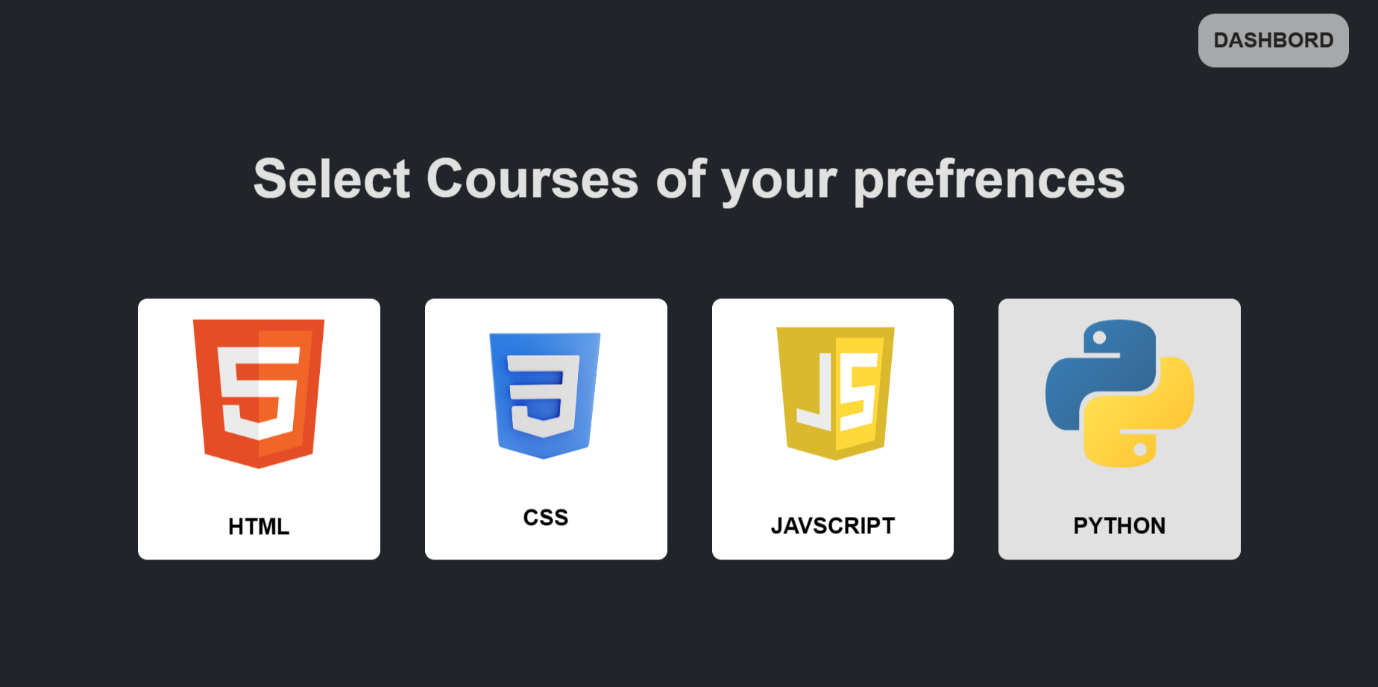 DASHBORD
Select Courses of your prefrences
HTML
CSS
JAVSCRIPT
PYTHON